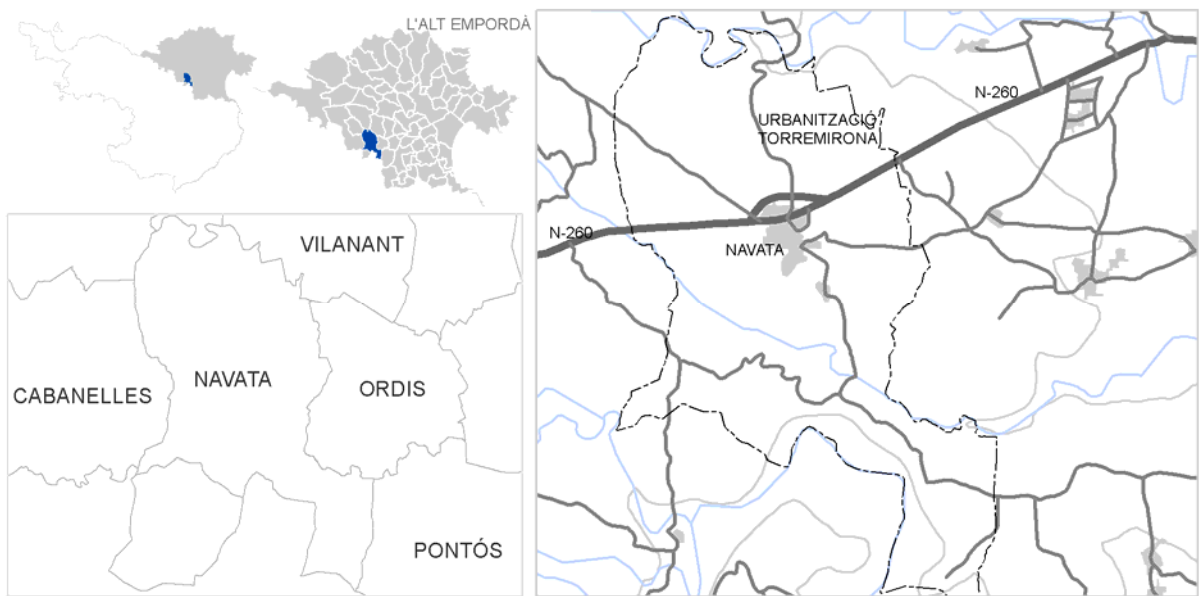 L'ALT EMPORDÀ
VILANANT
CABANELLES
NAVATA
ORDIS
PONTÓS
N-260
URBANITZACIÓ
TORREMIRONA
N-260
NAVATA